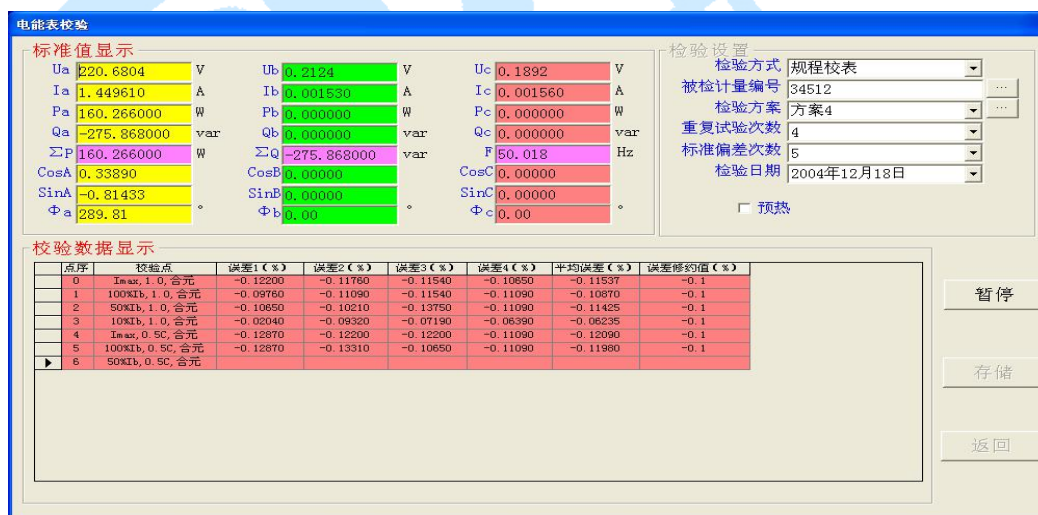 电能表校验
标准值显示
Ua 220.6804 V Ub 0.2124 V Uc 0.1892 V
Ia 1.449610 A Ib 0.001530 A Ic 0.001560 A
Pa 160.266000 W Pb 0.000000 W Pc 0.000000 W
Qa -275.868000 var Qb 0.000000 var Qc 0.000000 var
ΣP 160.266000 W ΣQ -275.868000 var F 50.018 Hz
CosA 0.33890 CosB 0.00000 CosC 0.00000
SinA -0.81433 SinB 0.00000 SinC 0.00000
Φa 289.81 ° Φb 0.00 ° Φc 0.00 °
检验设置
检验方式 规程校表
被检计量编号 34512 ...
检验方案 方案4 ...
重复试验次数 4
标准偏差次数 5
检验日期 2004年12月18日
预热
校验数据显示
点序 校验点 误差1(%) 误差2(%) 误差3(%) 误差4(%) 平均误差(%) 误差修约值(%)
0 Imax,1.0,合元 -0.12200 -0.11760 -0.11540 -0.10650 -0.11537 -0.1
1 100%Ib,1.0,合元 -0.09760 -0.11090 -0.11540 -0.11090 -0.10870 -0.1
2 50%Ib,1.0,合元 -0.10650 -0.10210 -0.13750 -0.11090 -0.11425 -0.1
3 10%Ib,1.0,合元 -0.02040 -0.09320 -0.07190 -0.06390 -0.06235 -0.1
4 Imax,0.5C,合元 -0.12870 -0.12200 -0.12200 -0.11090 -0.12090 -0.1
5 100%Ib,0.5C,合元 -0.12870 -0.13310 -0.10650 -0.11090 -0.11980 -0.1
6 50%Ib,0.5C,合元
暂停
存储
返回